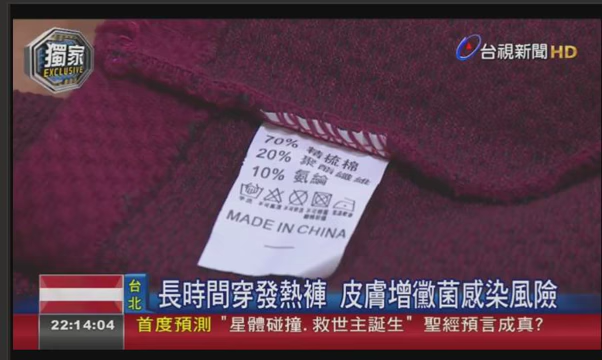 獨家
EXCLUSIVE
台視新聞HD
70% 精梳棉
20% 聚酯纖維
10% 氨綸
MADE IN CHINA
台北
長時間穿發熱褲 皮膚增黴菌感染風險
22:14:04
首度預測 "星體碰撞.救世主誕生" 聖經預言成真?